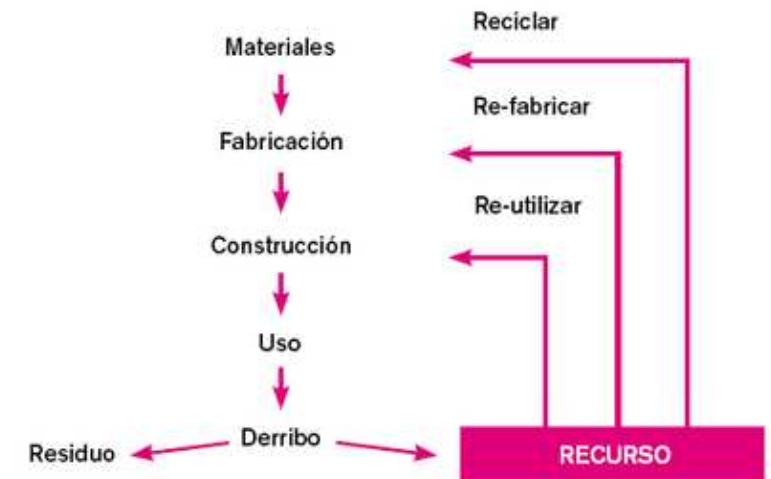 Reciclar
Materiales
Re-fabricar
Fabricación
Re-utilizar
Construcción
Uso
Derribo
Residuo
RECURSO